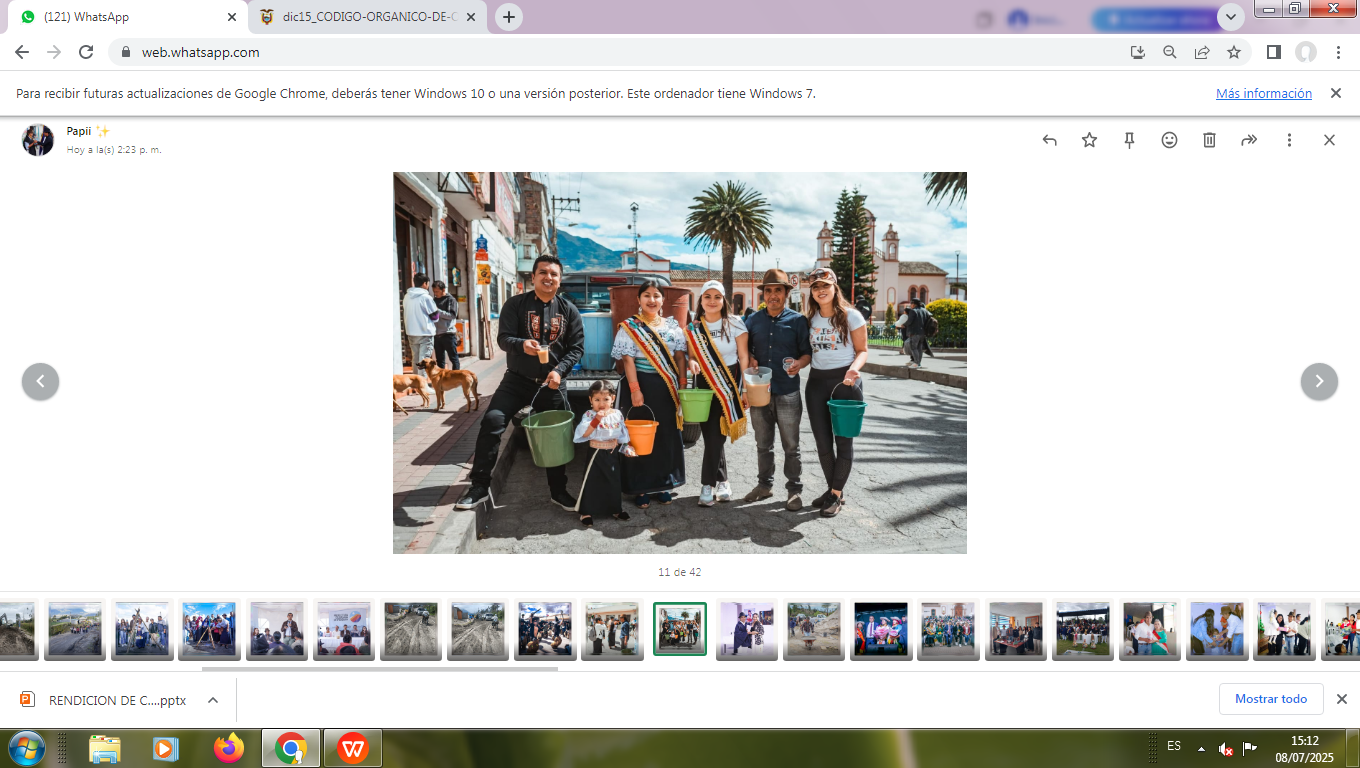 (121) WhatsApp
dic15_CODIGO-ORGANICO-DE-C
web.whatsapp.com
Para recibir futuras actualizaciones de Google Chrome, deberás tener Windows 10 o una versión posterior. Este ordenador tiene Windows 7.
Más información
Papii ✨
Hoy a la(s) 2:23 p. m.
11 de 42
RENDICION DE C....pptx
Mostrar todo
ES
15:12
08/07/2025